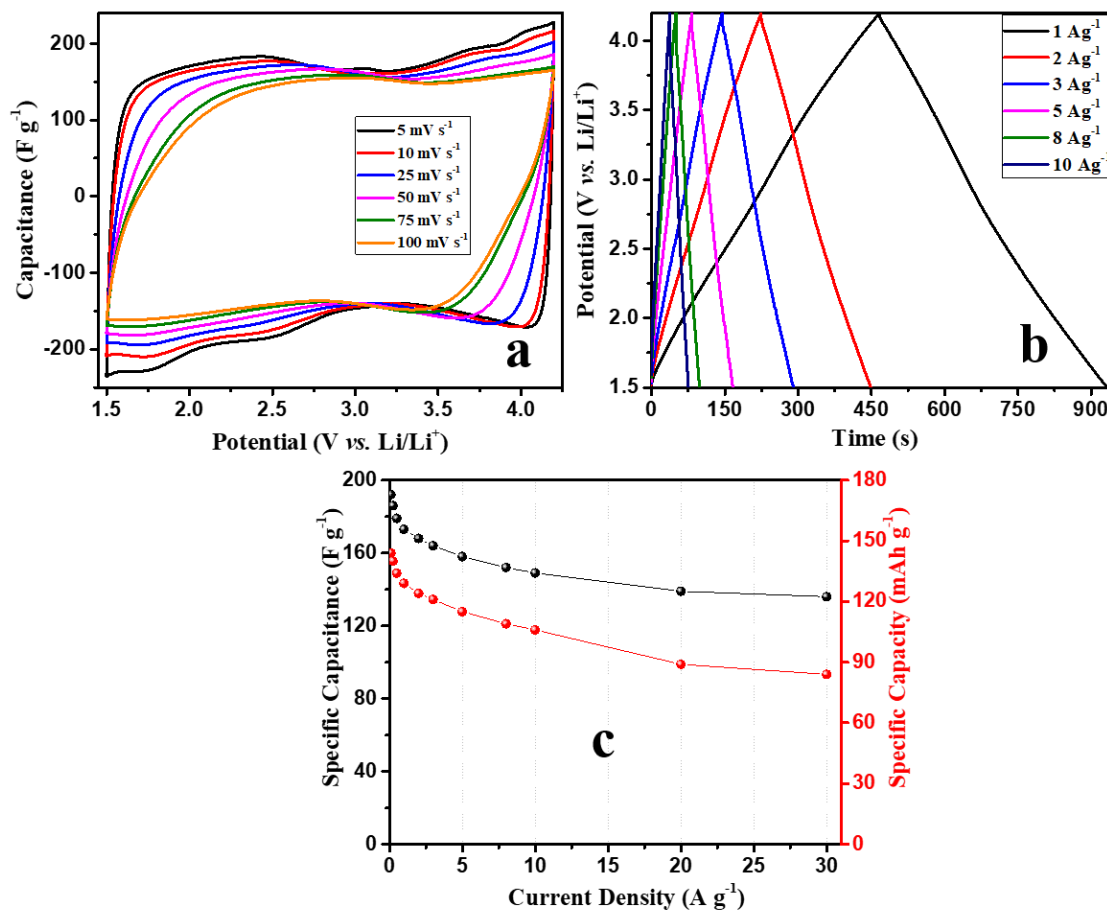 200
100
0
-100
-200
Capacitance (F g⁻¹)
5 mV s⁻¹
10 mV s⁻¹
25 mV s⁻¹
50 mV s⁻¹
75 mV s⁻¹
100 mV s⁻¹
a
1.5 2.0 2.5 3.0 3.5 4.0
Potential (V vs. Li/Li⁺)
4.0
3.5
3.0
2.5
2.0
1.5
Potential (V vs. Li/Li⁺)
1 Ag⁻¹
2 Ag⁻¹
3 Ag⁻¹
5 Ag⁻¹
8 Ag⁻¹
10 Ag⁻¹
b
0 150 300 450 600 750 900
Time (s)
200
160
120
80
40
0
Specific Capacitance (F g⁻¹)
c
180
150
120
90
60
30
0
Specific Capacity (mAh g⁻¹)
0 5 10 15 20 25 30
Current Density (A g⁻¹)